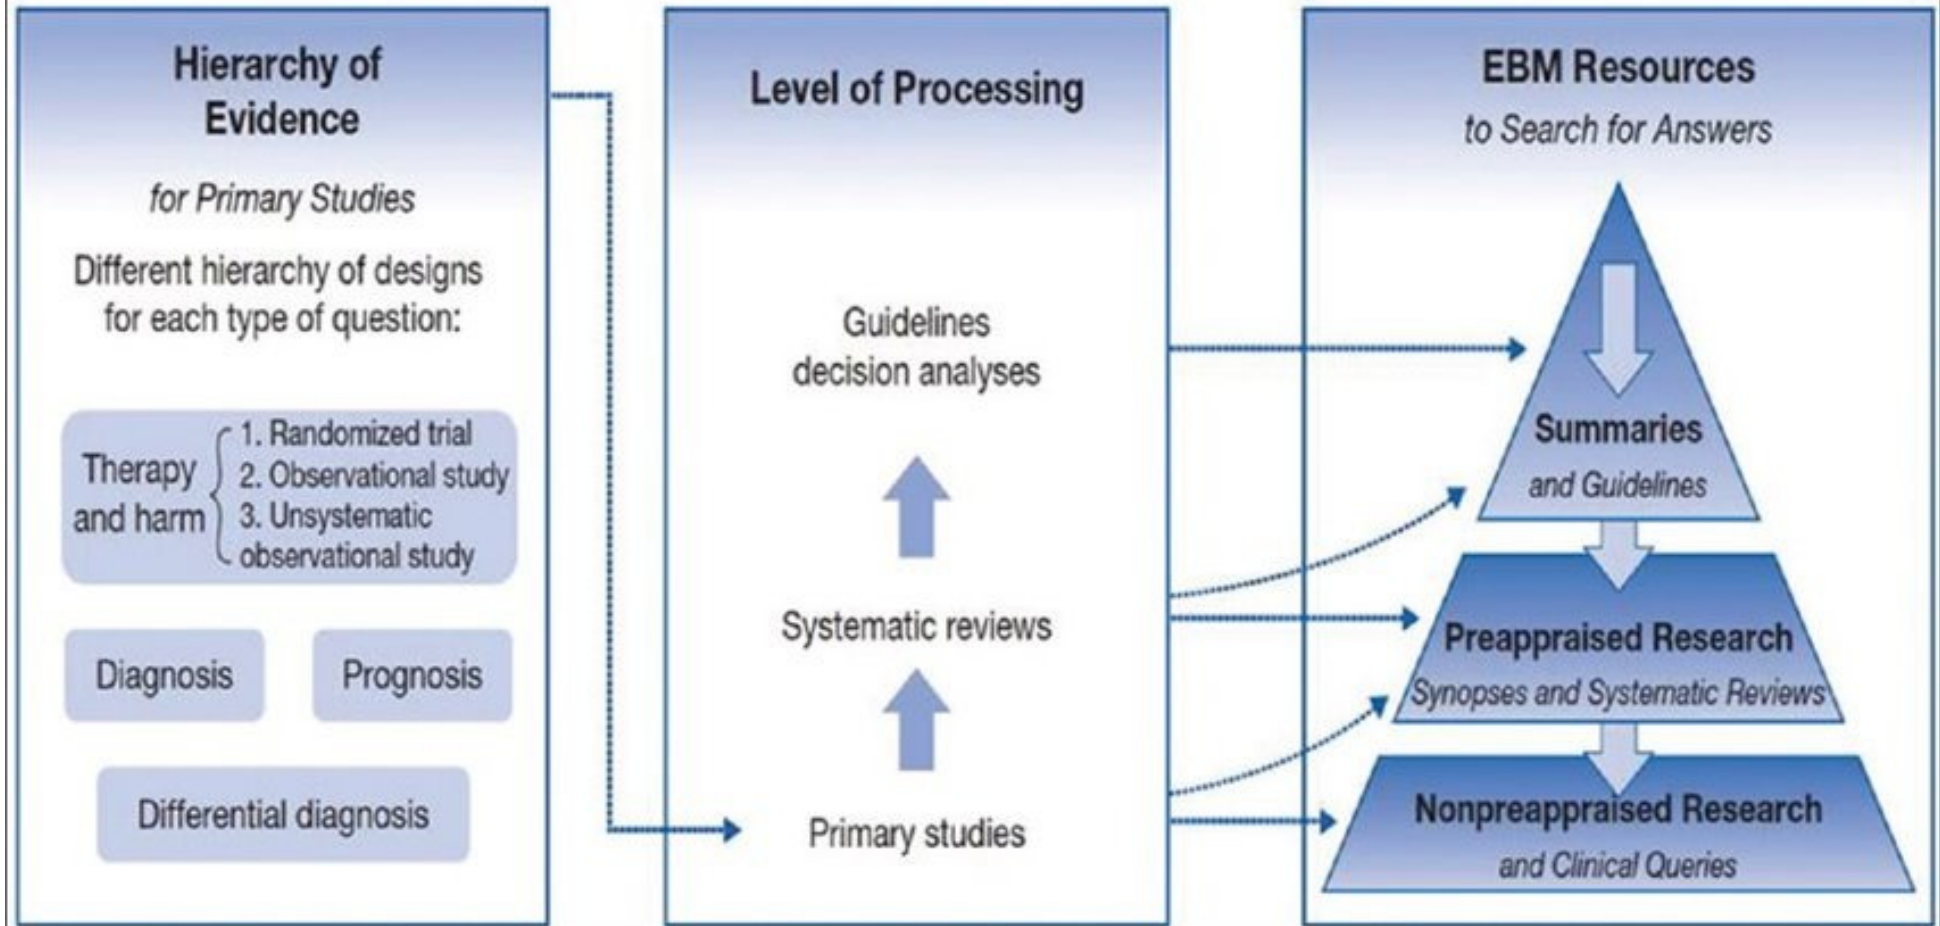 Hierarchy of
Evidence
for Primary Studies
Different hierarchy of designs
for each type of question:
Therapy
and harm
1. Randomized trial
2. Observational study
3. Unsystematic
observational study
Diagnosis
Prognosis
Differential diagnosis
Level of Processing
Guidelines
decision analyses
Systematic reviews
Primary studies
EBM Resources
to Search for Answers
Summaries
and Guidelines
Preappraised Research
Synopses and Systematic Reviews
Nonpreappraised Research
and Clinical Queries